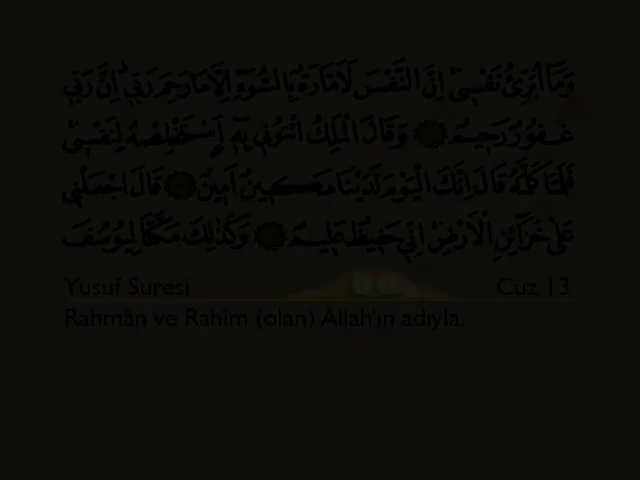 وَمَٓا اُبَرِّئُ نَفْس۪يۚ اِنَّ النَّفْسَ لَاَمَّارَةٌ بِالسُّٓوءِ اِلَّا مَا رَحِمَ رَبّ۪يۜ اِنَّ رَبّ۪ي
غَفُورٌ رَح۪يمٌ وَقَالَ الْمَلِكُ ائْتُون۪ي بِه۪ٓ اَسْتَخْلِصْهُ لِنَفْس۪يۚ
فَلَمَّا كَلَّمَهُ قَالَ اِنَّكَ الْيَوْمَ لَدَيْنَا مَك۪ينٌ اَم۪ينٌ قَالَ اجْعَلْن۪ي
عَلٰى خَزَٓائِنِ الْاَرْضِۚ اِنّ۪ي حَف۪يظٌ عَل۪يمٌ وَكَذٰلِكَ مَكَّنَّا لِيُوسُفَ
Yusuf Suresi Cüz 13
Rahmân ve Rahîm (olan) Allah'ın adıyla.